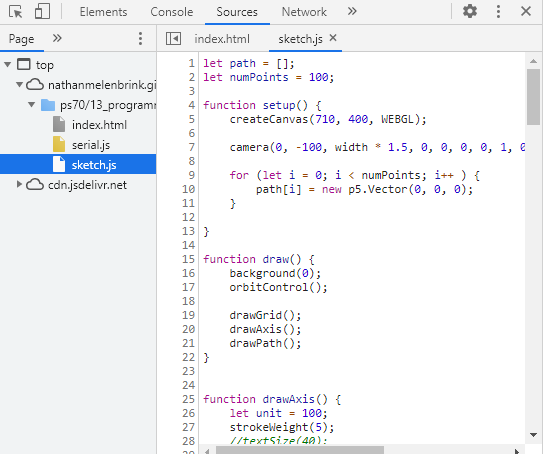 Elements Console Sources Network »
Page » index.html sketch.js ×
top
nathanmelenbrink.gi
ps70/13_programm
index.html
serial.js
sketch.js
cdn.jsdelivr.net
1 let path = [];
2 let numPoints = 100;
3
4 function setup() {
5 createCanvas(710, 400, WEBGL);
6
7 camera(0, -100, width * 1.5, 0, 0, 0, 0, 1, 0
8
9 for (let i = 0; i < numPoints; i++ ) {
10 path[i] = new p5.Vector(0, 0, 0);
11 }
12
13 }
14
15 function draw() {
16 background(0);
17 orbitControl();
18
19 drawGrid();
20 drawAxis();
21 drawPath();
22 }
23
24
25 function drawAxis() {
26 let unit = 100;
27 strokeWeight(5);
28 //textSize(40);